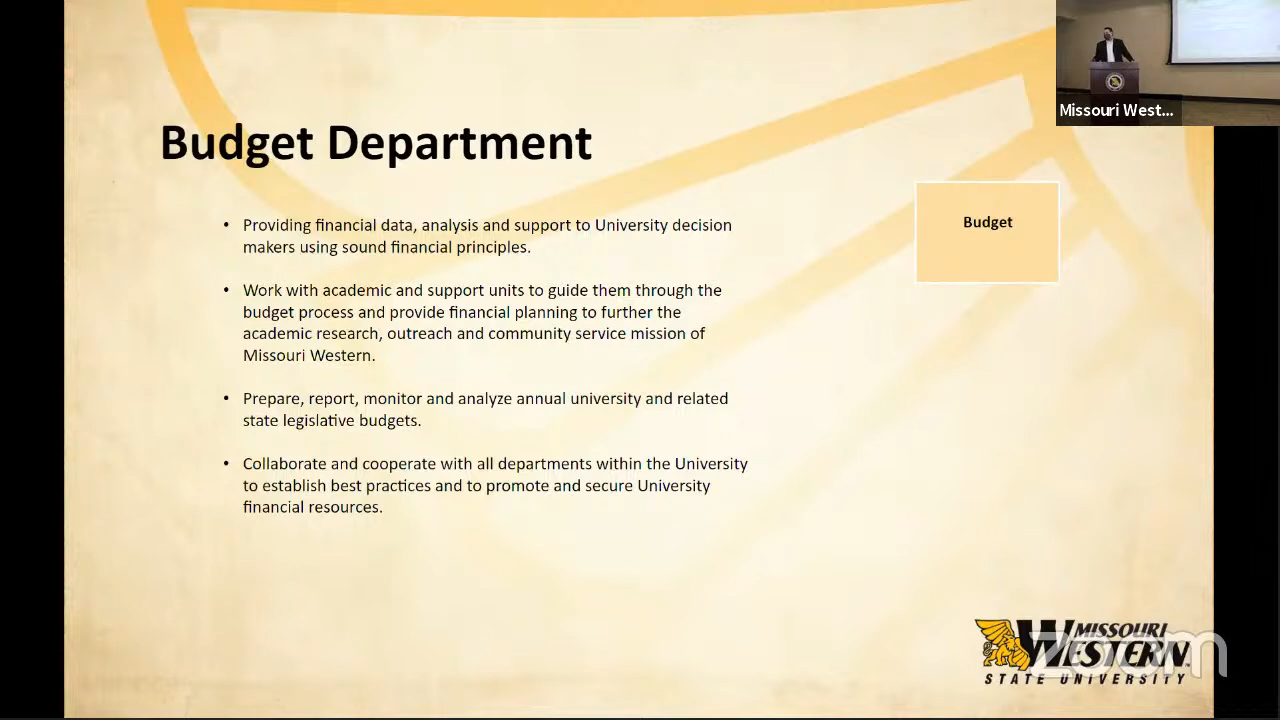 Missouri West...
Budget Department
Budget
• Providing financial data, analysis and support to University decision
makers using sound financial principles.
• Work with academic and support units to guide them through the
budget process and provide financial planning to further the
academic research, outreach and community service mission of
Missouri Western.
• Prepare, report, monitor and analyze annual university and related
state legislative budgets.
• Collaborate and cooperate with all departments within the University
to establish best practices and to promote and secure University
financial resources.
MISSOURI
WESTERN
STATE UNIVERSITY
zoom